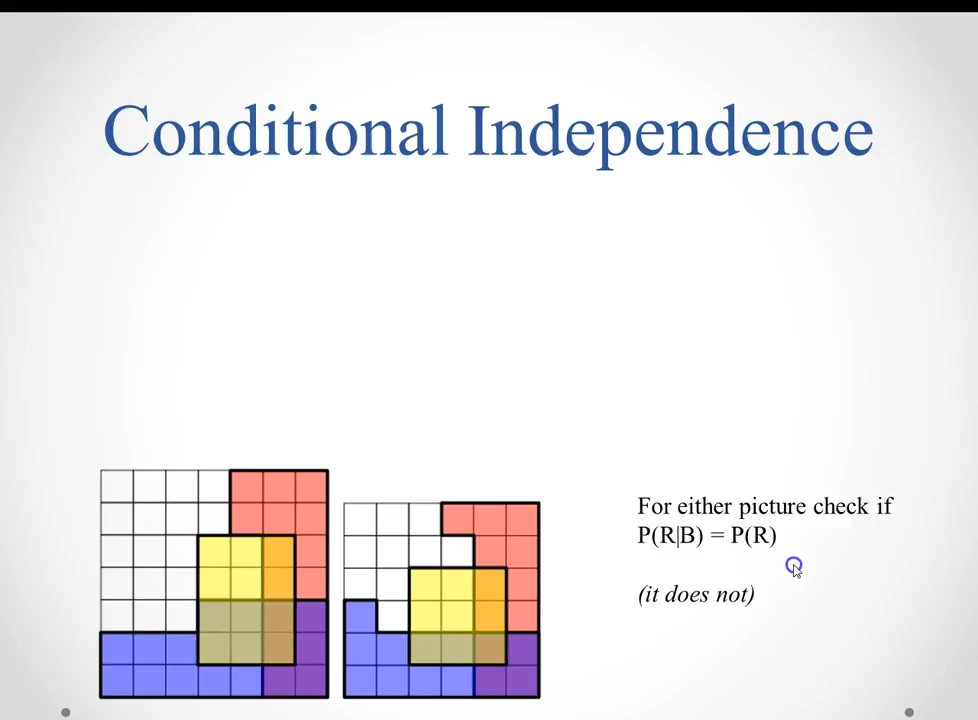 Conditional Independence
For either picture check if
P(R|B) = P(R)
(it does not)